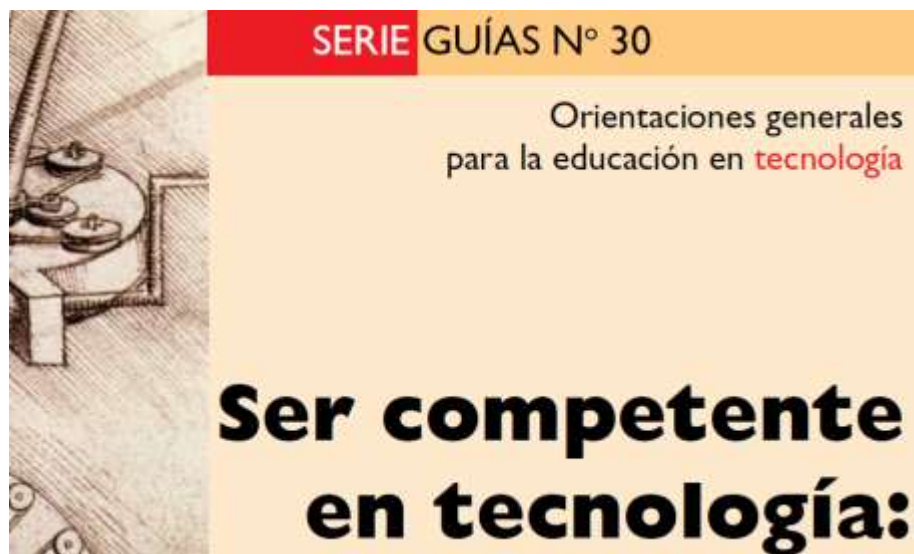 SERIE GUÍAS Nº 30
Orientaciones generales
para la educación en tecnología
Ser competente
en tecnología: